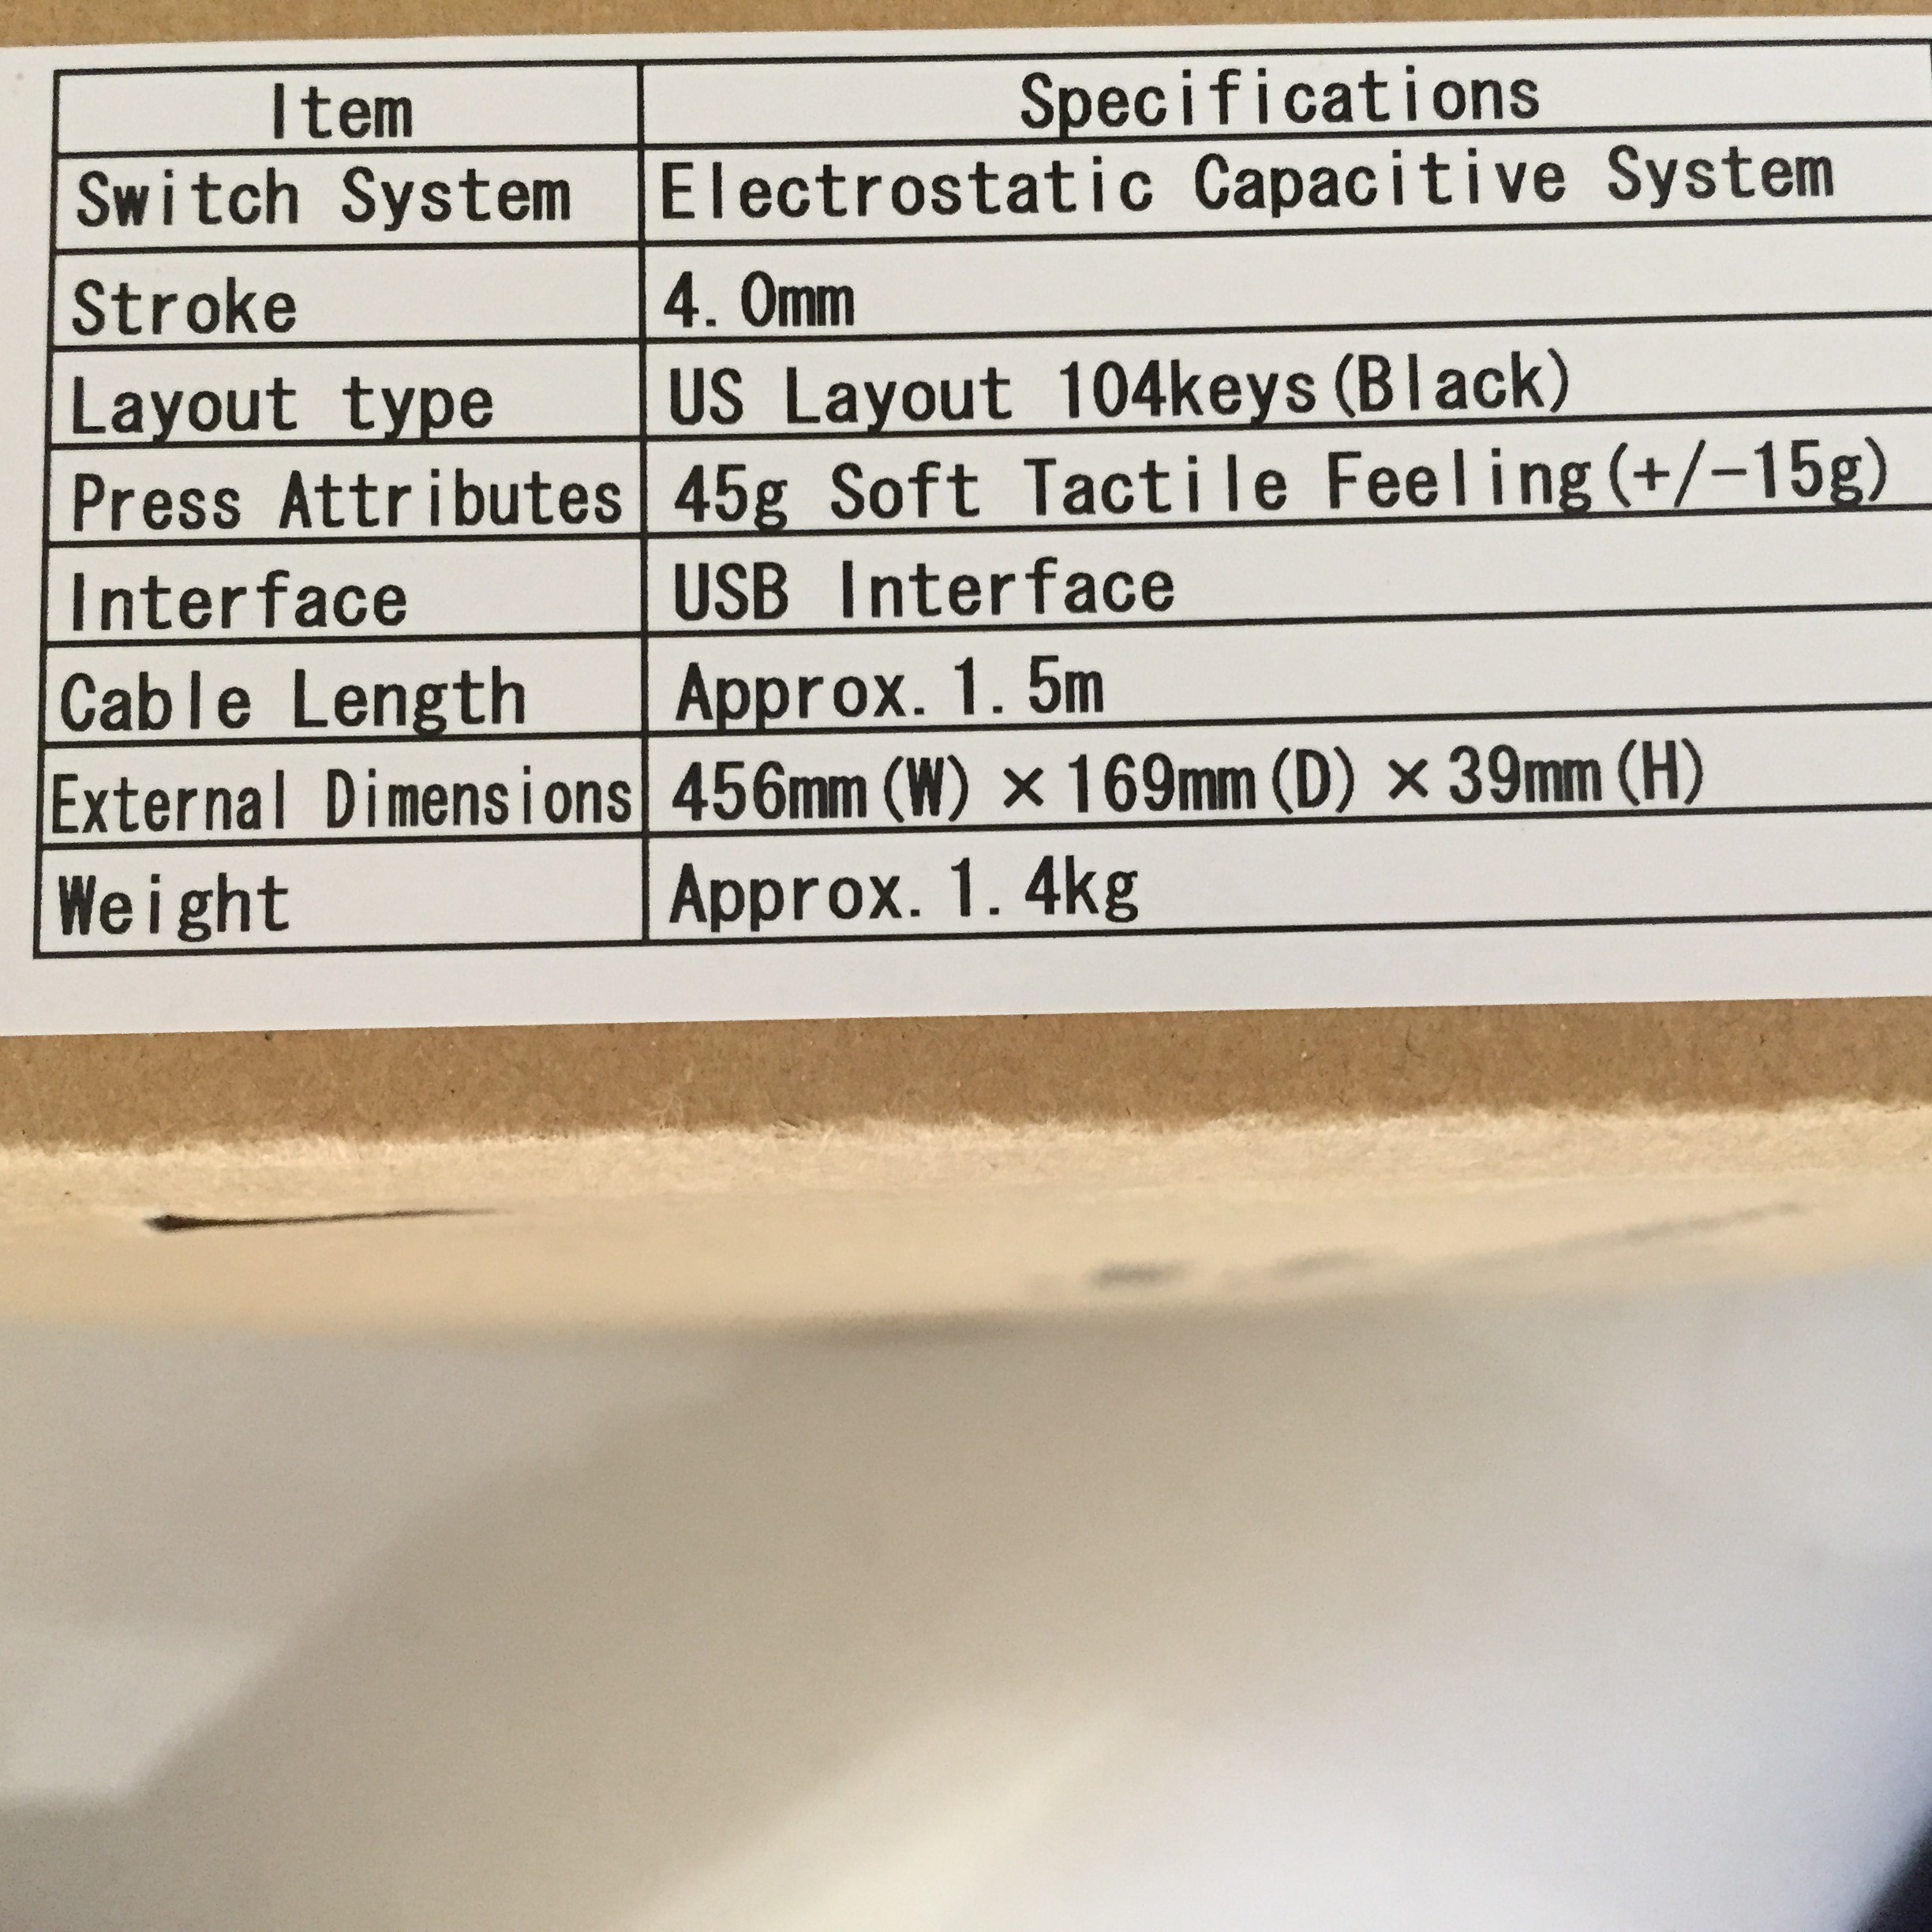 Item Specifications
Switch System Electrostatic Capacitive System
Stroke 4.0mm
Layout type US Layout 104keys(Black)
Press Attributes 45g Soft Tactile Feeling(+/-15g)
Interface USB Interface
Cable Length Approx.1.5m
External Dimensions 456mm(W)×169mm(D)×39mm(H)
Weight Approx.1.4kg